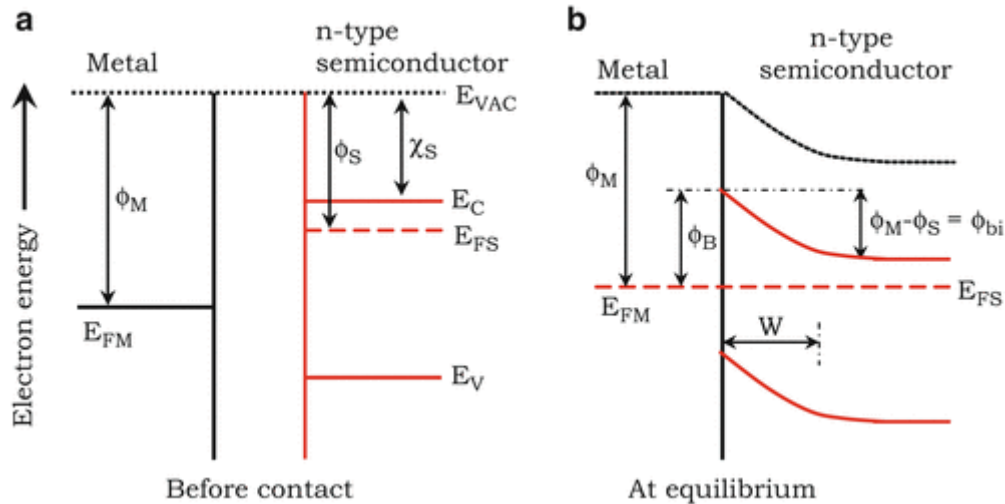 a
n-type
Metal
semiconductor
E_VAC
ϕ_M
ϕ_S
χ_S
E_C
E_FS
E_FM
E_V
Electron energy
Before contact
b
n-type
Metal
semiconductor
ϕ_M
ϕ_B
ϕ_M-ϕ_S = ϕ_bi
E_FM
E_FS
W
At equilibrium